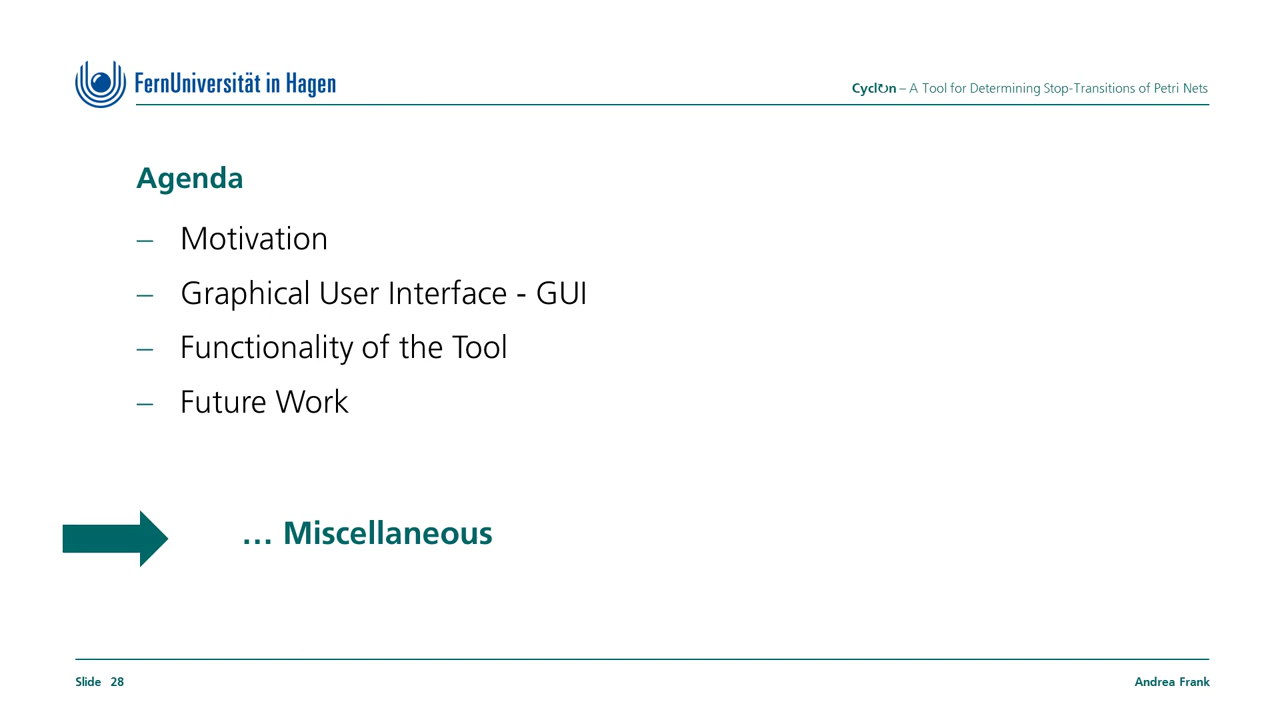 FernUniversität in Hagen
Cycl↻n – A Tool for Determining Stop-Transitions of Petri Nets
Agenda
– Motivation
– Graphical User Interface - GUI
– Functionality of the Tool
– Future Work
… Miscellaneous
Slide 28
Andrea Frank